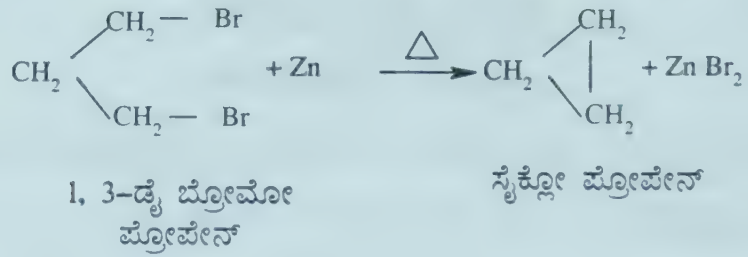 CH₂ — Br
CH₂ + Zn △ CH₂ CH₂ + Zn Br₂
CH₂ — Br CH₂
1, 3–ಡೈ ಬ್ರೋಮೋ ಪ್ರೋಪೇನ್
ಸೈಕ್ಲೋ ಪ್ರೋಪೇನ್